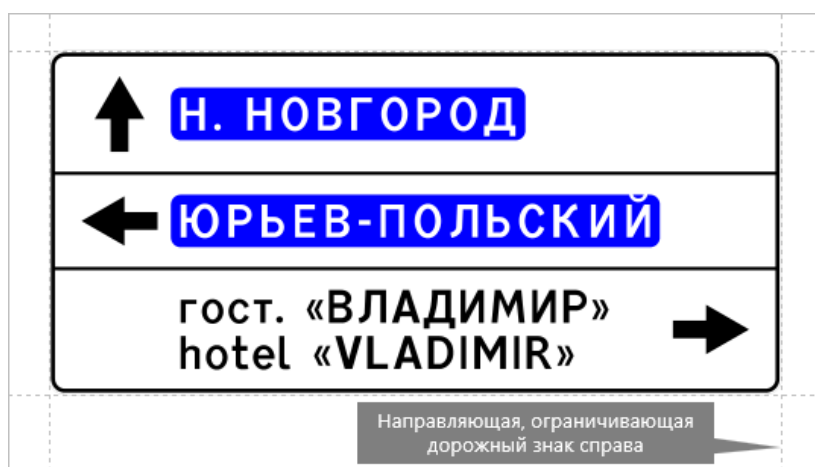 Н. НОВГОРОД
ЮРЬЕВ-ПОЛЬСКИЙ
гост. «ВЛАДИМИР»
hotel «VLADIMIR»
Направляющая, ограничивающая
дорожный знак справа